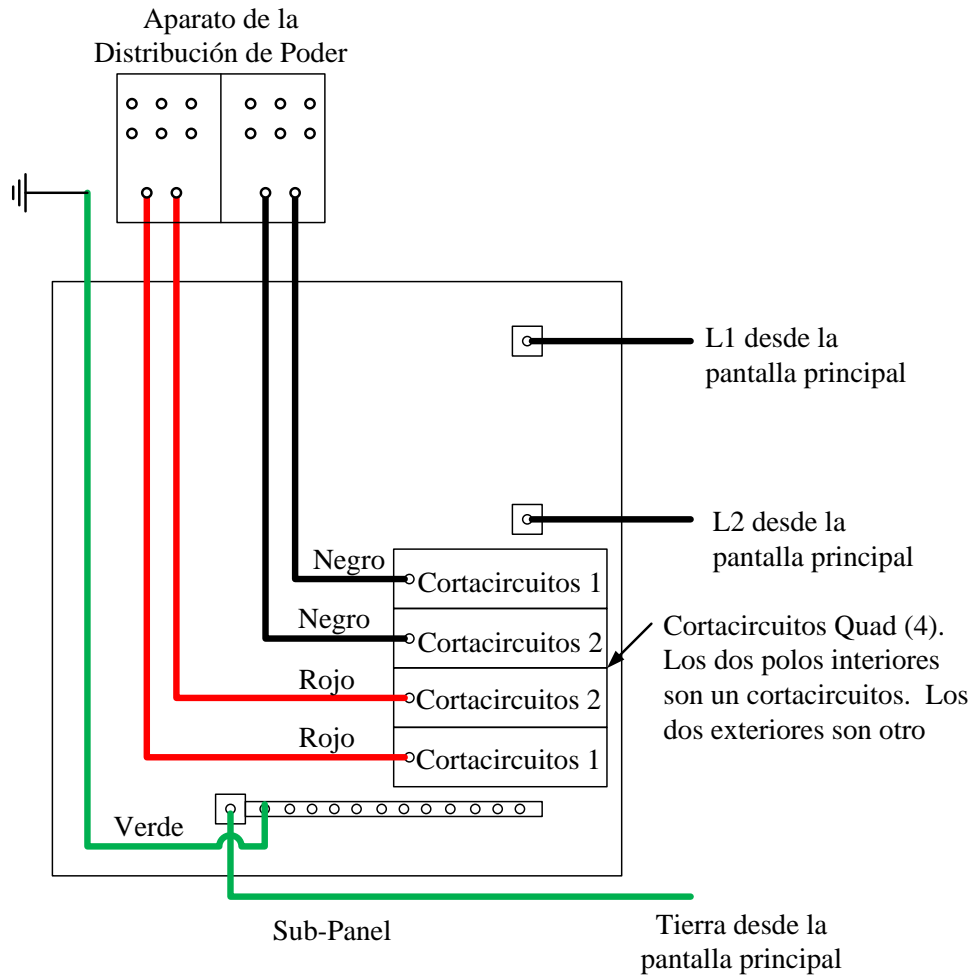 Aparato de la
Distribución de Poder
L1 desde la
pantalla principal
L2 desde la
pantalla principal
Negro
Cortacircuitos 1
Negro
Cortacircuitos 2
Rojo
Cortacircuitos 2
Rojo
Cortacircuitos 1
Cortacircuitos Quad (4).
Los dos polos interiores
son un cortacircuitos. Los
dos exteriores son otro
Verde
Sub-Panel
Tierra desde la
pantalla principal